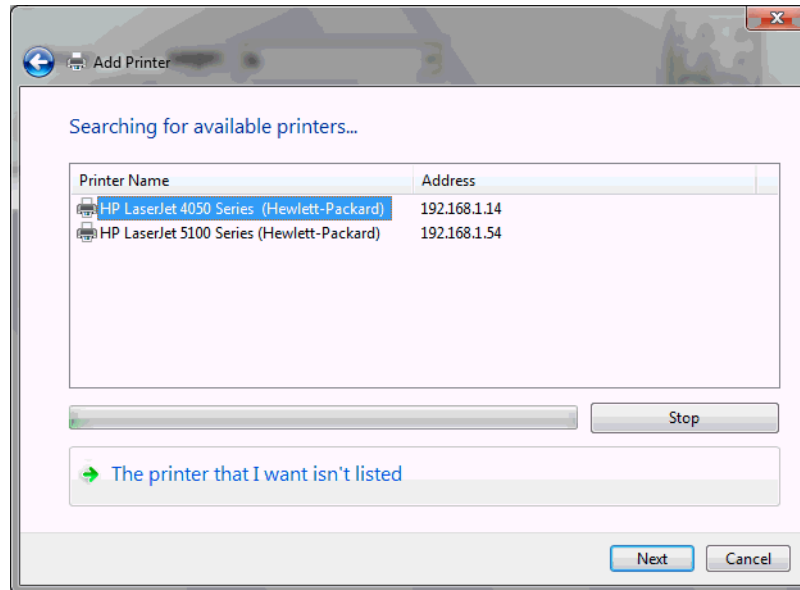 Add Printer
Searching for available printers...
Printer Name Address
HP LaserJet 4050 Series (Hewlett-Packard) 192.168.1.14
HP LaserJet 5100 Series (Hewlett-Packard) 192.168.1.54
Stop
The printer that I want isn't listed
Next Cancel